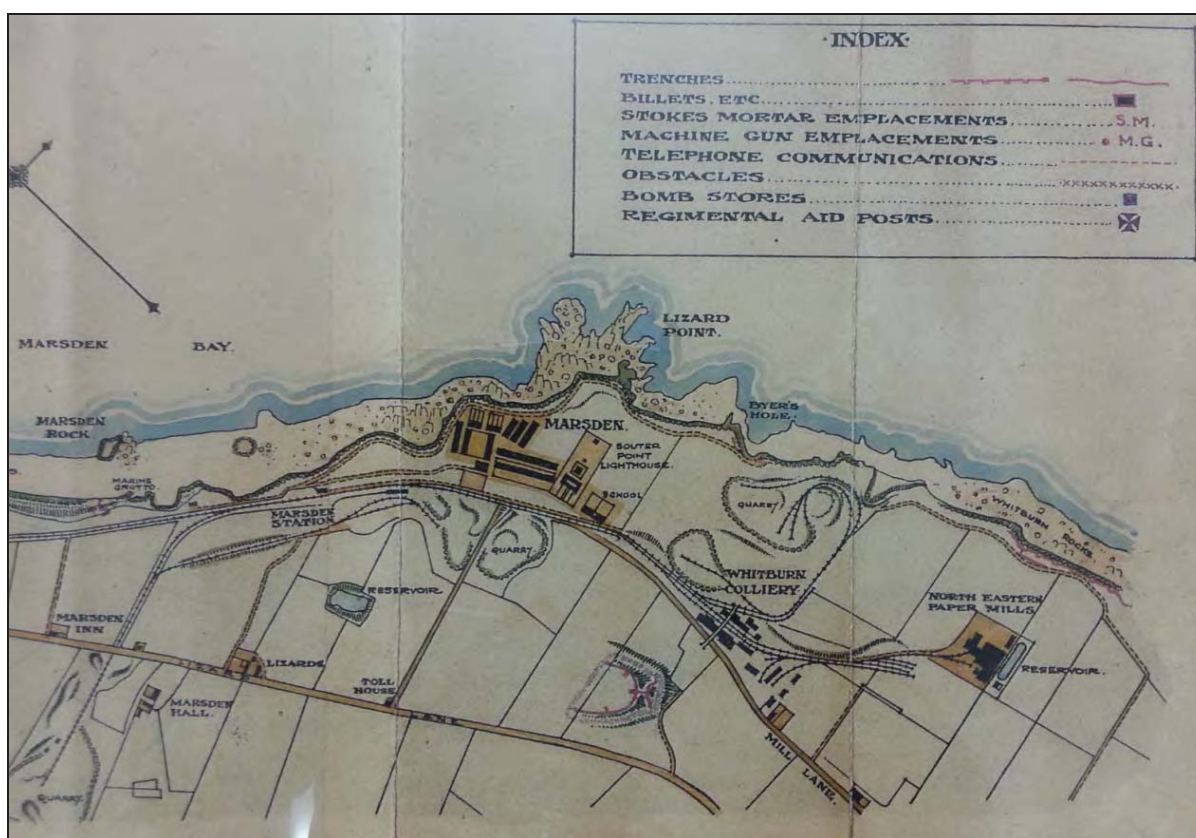 ·INDEX·
TRENCHES
BILLETS. ETC
STOKES MORTAR EMPLACEMENTS S.M.
MACHINE GUN EMPLACEMENTS M.G.
TELEPHONE COMMUNICATIONS
OBSTACLES
BOMB STORES
REGIMENTAL AID POSTS
LIZARD
POINT.
MARSDEN BAY.
MARSDEN
ROCK
BYER'S
HOLE.
MARSDEN.
SOUTER
POINT
LIGHTHOUSE.
MARINE
GROTTO.
SCHOOL
MARSDEN
STATION
QUARRY
QUARRY
WHITBURN
ROCKS
WHITBURN
COLLIERY.
NORTH EASTERN
PAPER MILLS
RESERVOIR.
RESERVOIR.
MARSDEN
INN
LIZARDS
TOLL
HOUSE.
MARSDEN
HALL.
LANE
MILL LANE.
QUARRY.